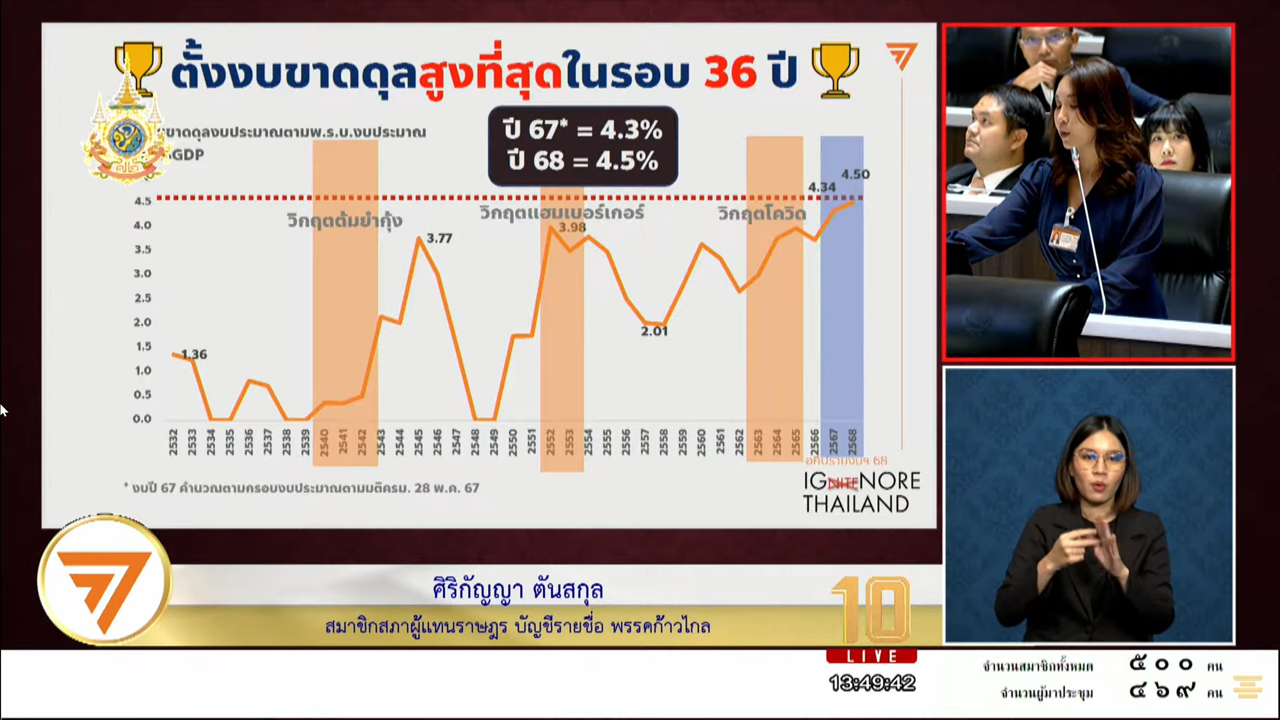 ตั้งงบขาดดุลสูงที่สุดในรอบ 36 ปี
ขาดดุลงบประมาณตามพ.ร.บ.งบประมาณ
GDP
ปี 67* = 4.3%
ปี 68 = 4.5%
วิกฤตต้มยำกุ้ง
วิกฤตแฮมเบอร์เกอร์
วิกฤตโควิด
4.34
4.50
3.77
3.98
2.01
1.36
4.5
4.0
3.5
3.0
2.5
2.0
1.5
1.0
0.5
0.0
2532 2533 2534 2535 2536 2537 2538 2539 2540 2541 2542 2543 2544 2545 2546 2547 2548 2549 2550 2551 2552 2553 2554 2555 2556 2557 2558 2559 2560 2561 2562 2563 2564 2565 2566 2567 2568
* งบปี 67 คำนวณตามกรอบงบประมาณตามมติครม. 28 พ.ค. 67
อภิปรายงบฯ 68
IGNITENORE
THAILAND
ศิริกัญญา ตันสกุล
สมาชิกสภาผู้แทนราษฎร บัญชีรายชื่อ พรรคก้าวไกล
10
LIVE
13:49:42
จำนวนสมาชิกทั้งหมด ๕๐๐ คน
จำนวนผู้มาประชุม ๔๖๙ คน